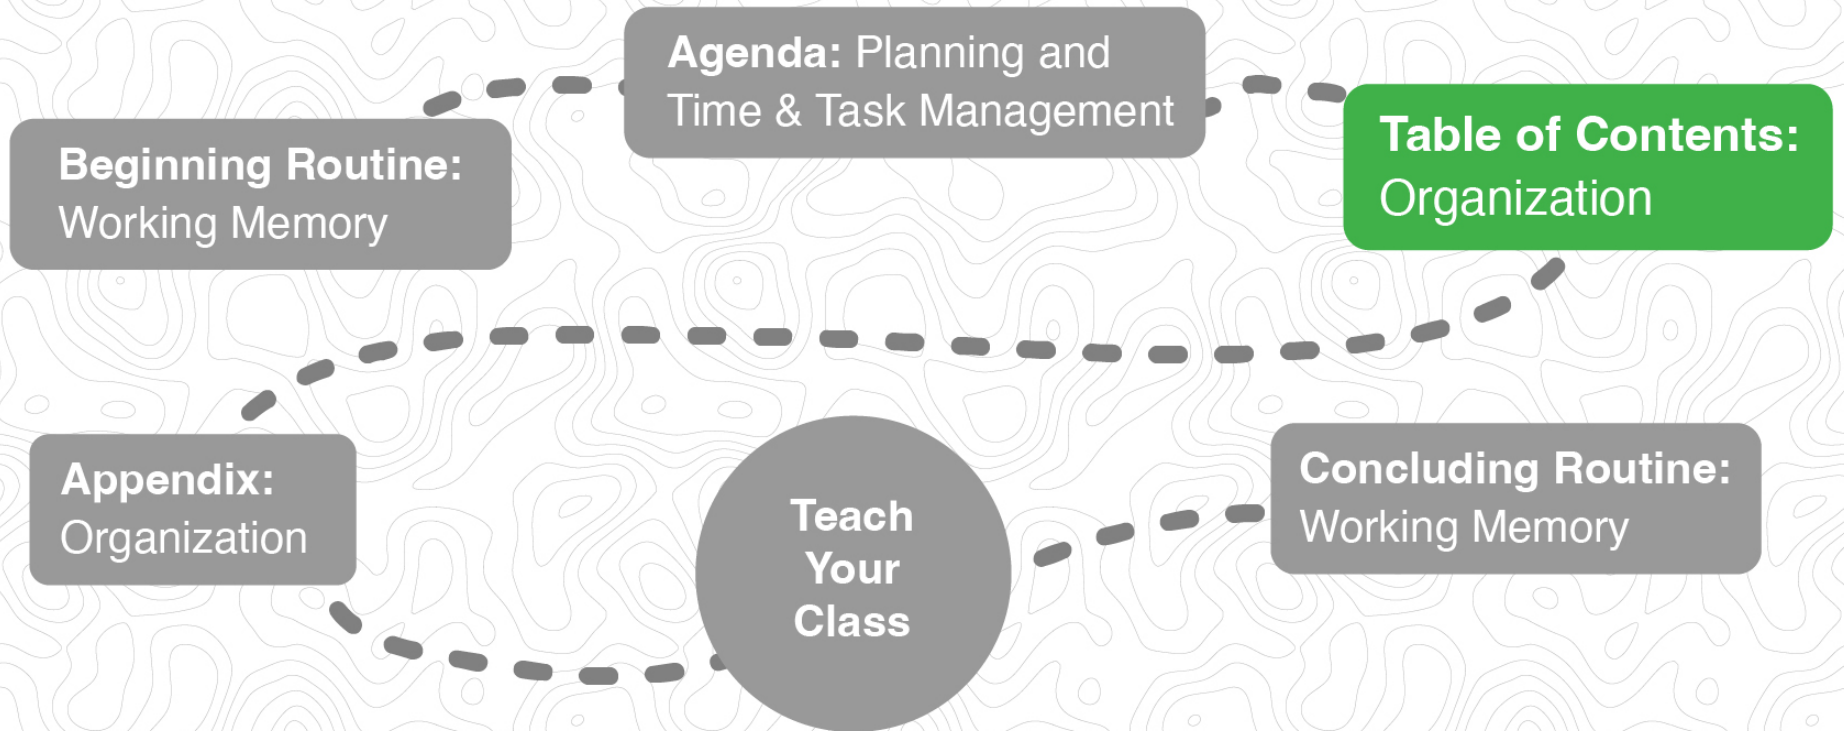 Agenda: Planning and
Time & Task Management
Beginning Routine:
Working Memory
Table of Contents:
Organization
Appendix:
Organization
Teach
Your
Class
Concluding Routine:
Working Memory